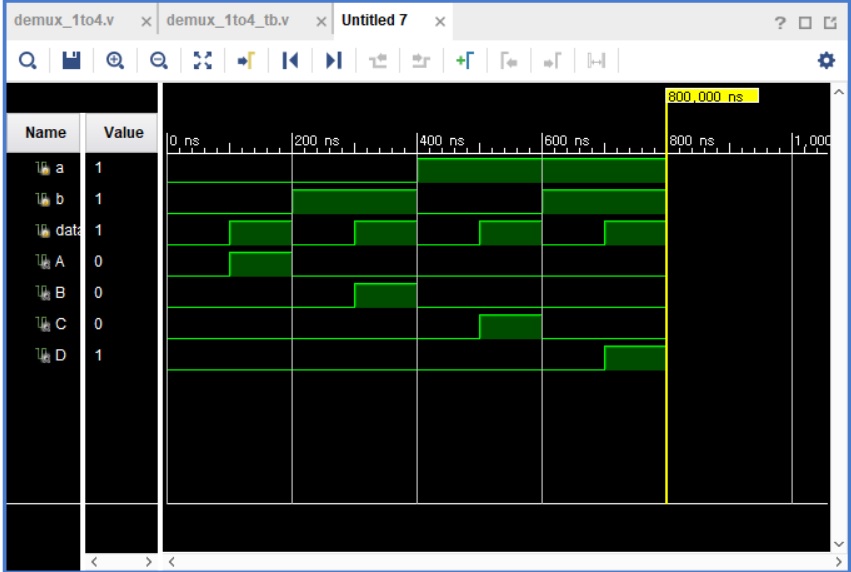 demux_1to4.v × demux_1to4_tb.v × Untitled 7 ×
800,000 ns
Name Value
0 ns 200 ns 400 ns 600 ns 800 ns 1,000
a 1
b 1
data 1
A 0
B 0
C 0
D 1